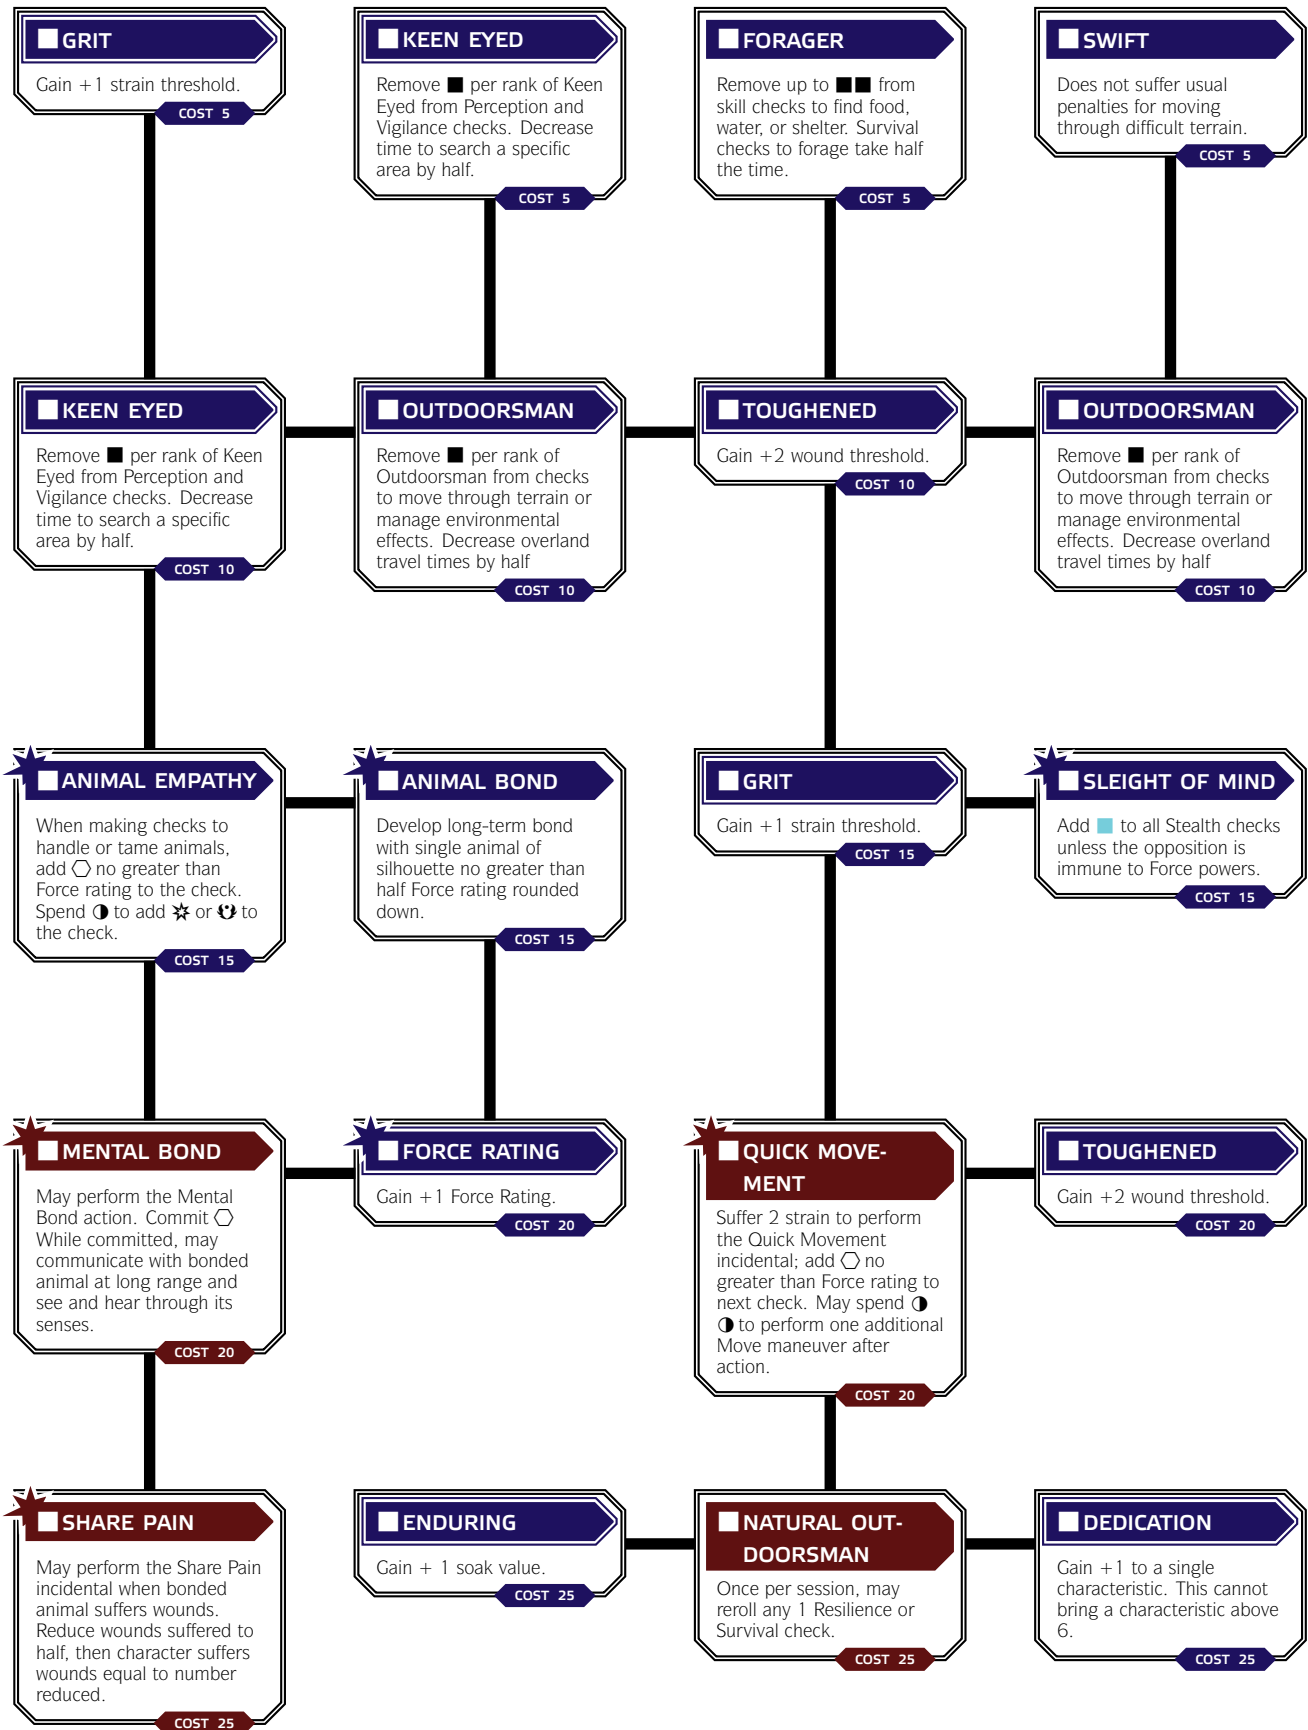 GRIT
Gain +1 strain threshold.
COST 5
KEEN EYED
Remove ■ per rank of Keen
Eyed from Perception and
Vigilance checks. Decrease
time to search a specific
area by half.
COST 5
FORAGER
Remove up to ■■ from
skill checks to find food,
water, or shelter. Survival
checks to forage take half
the time.
COST 5
SWIFT
Does not suffer usual
penalties for moving
through difficult terrain.
COST 5
KEEN EYED
Remove ■ per rank of Keen
Eyed from Perception and
Vigilance checks. Decrease
time to search a specific
area by half.
COST 10
OUTDOORSMAN
Remove ■ per rank of
Outdoorsman from checks
to move through terrain or
manage environmental
effects. Decrease overland
travel times by half
COST 10
TOUGHENED
Gain +2 wound threshold.
COST 10
OUTDOORSMAN
Remove ■ per rank of
Outdoorsman from checks
to move through terrain or
manage environmental
effects. Decrease overland
travel times by half
COST 10
ANIMAL EMPATHY
When making checks to
handle or tame animals,
add no greater than
Force rating to the check.
Spend to add or to
the check.
COST 15
ANIMAL BOND
Develop long-term bond
with single animal of
silhouette no greater than
half Force rating rounded
down.
COST 15
GRIT
Gain +1 strain threshold.
COST 15
SLEIGHT OF MIND
Add ■ to all Stealth checks
unless the opposition is
immune to Force powers.
COST 15
MENTAL BOND
May perform the Mental
Bond action. Commit
While committed, may
communicate with bonded
animal at long range and
see and hear through its
senses.
COST 20
FORCE RATING
Gain +1 Force Rating.
COST 20
QUICK MOVE-
MENT
Suffer 2 strain to perform
the Quick Movement
incidental; add no
greater than Force rating to
next check. May spend
to perform one additional
Move maneuver after
action.
COST 20
TOUGHENED
Gain +2 wound threshold.
COST 20
SHARE PAIN
May perform the Share Pain
incidental when bonded
animal suffers wounds.
Reduce wounds suffered to
half, then character suffers
wounds equal to number
reduced.
COST 25
ENDURING
Gain + 1 soak value.
COST 25
NATURAL OUT-
DOORSMAN
Once per session, may
reroll any 1 Resilience or
Survival check.
COST 25
DEDICATION
Gain +1 to a single
characteristic. This cannot
bring a characteristic above
6.
COST 25